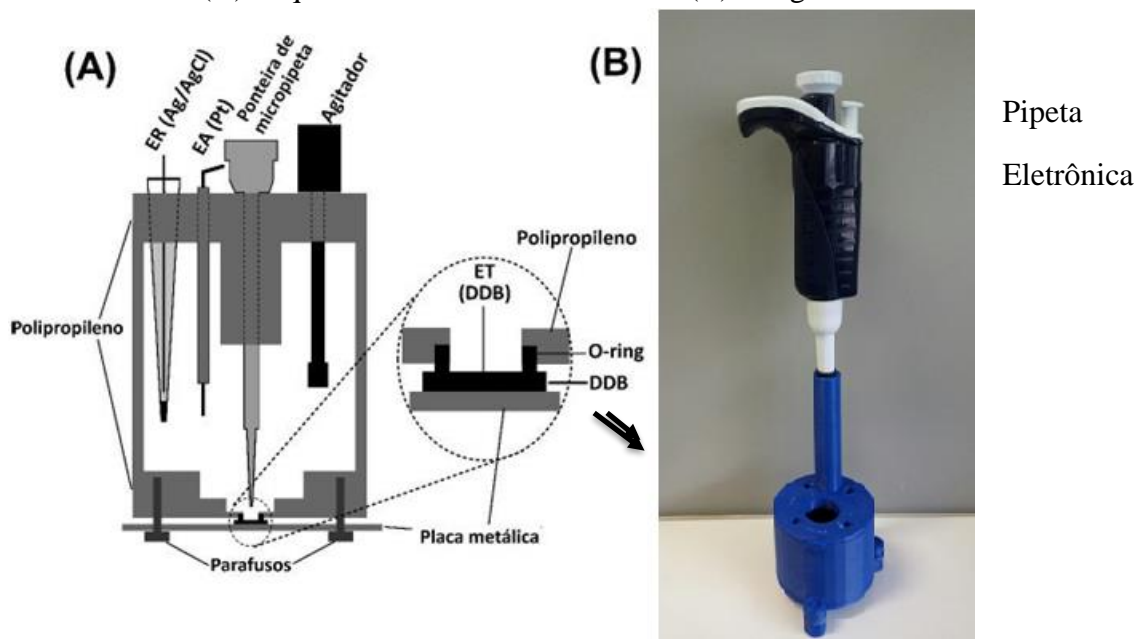 (A)
ER (Ag/AgCl)
EA (Pt)
Ponteira de
micropipeta
Agitador
Polipropileno
Polipropileno
ET
(DDB)
O-ring
DDB
Placa metálica
Parafusos
(B)
Pipeta
Eletrônica